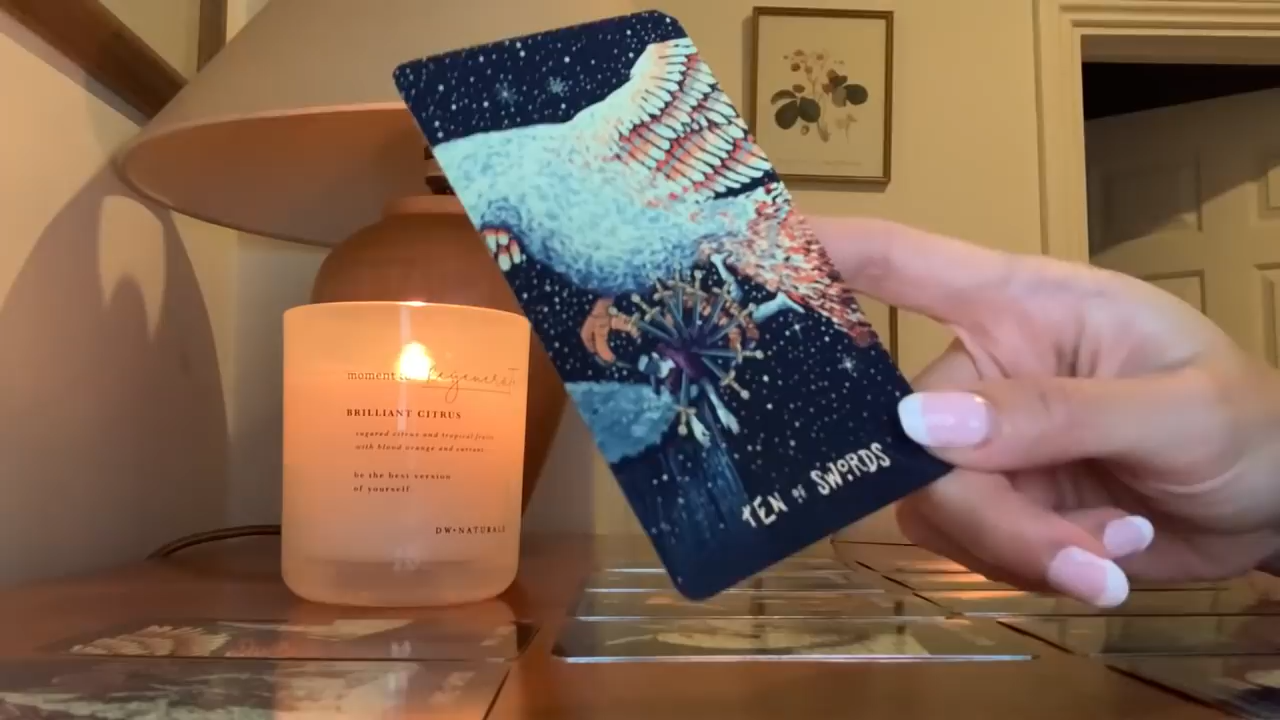 moment to Regenerate
BRILLIANT CITRUS
sugared citrus and tropical fruits
with blood orange and currant
be the best version
of yourself.
DW•NATURALS
TEN OF SWORDS